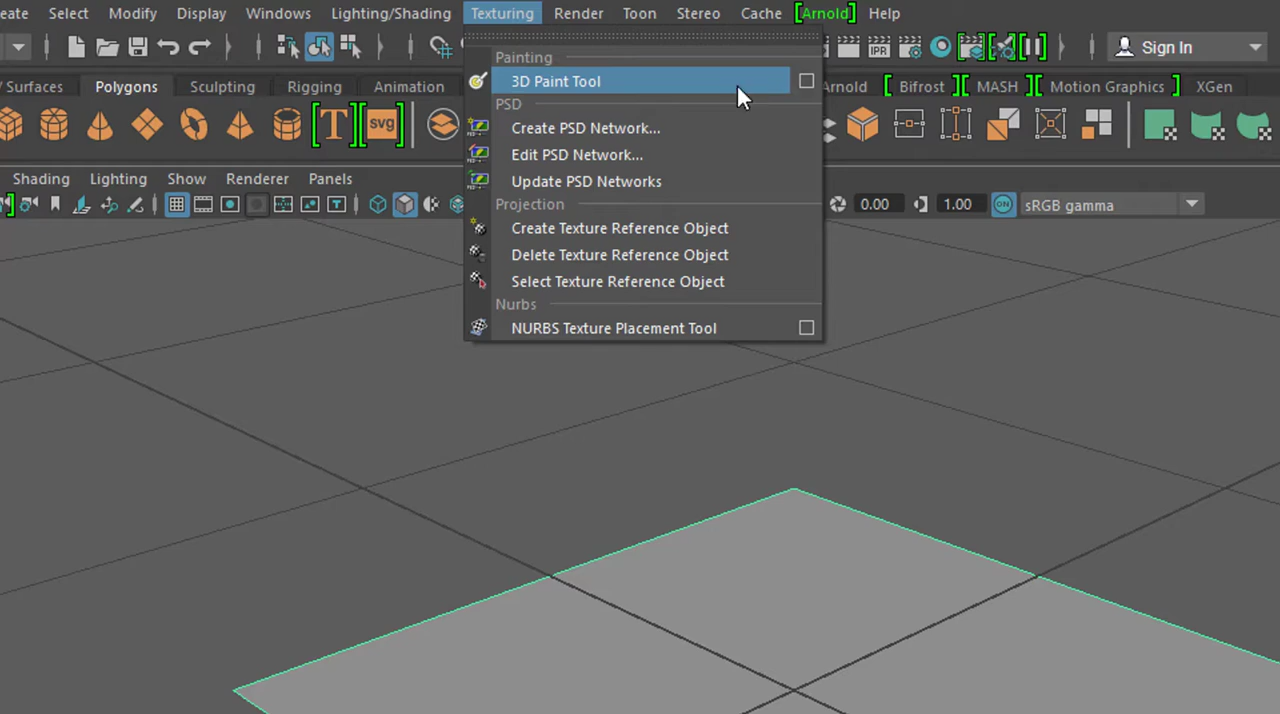 eate Select Modify Display Windows Lighting/Shading Texturing Render Toon Stereo Cache [Arnold] Help
IPR Sign In
/ Surfaces Polygons Sculpting Rigging Animation Arnold Bifrost MASH Motion Graphics XGen
T svg
Shading Lighting Show Renderer Panels
0.00 1.00 ON sRGB gamma
Painting
3D Paint Tool
PSD
Create PSD Network...
Edit PSD Network...
Update PSD Networks
Projection
Create Texture Reference Object
Delete Texture Reference Object
Select Texture Reference Object
Nurbs
NURBS Texture Placement Tool